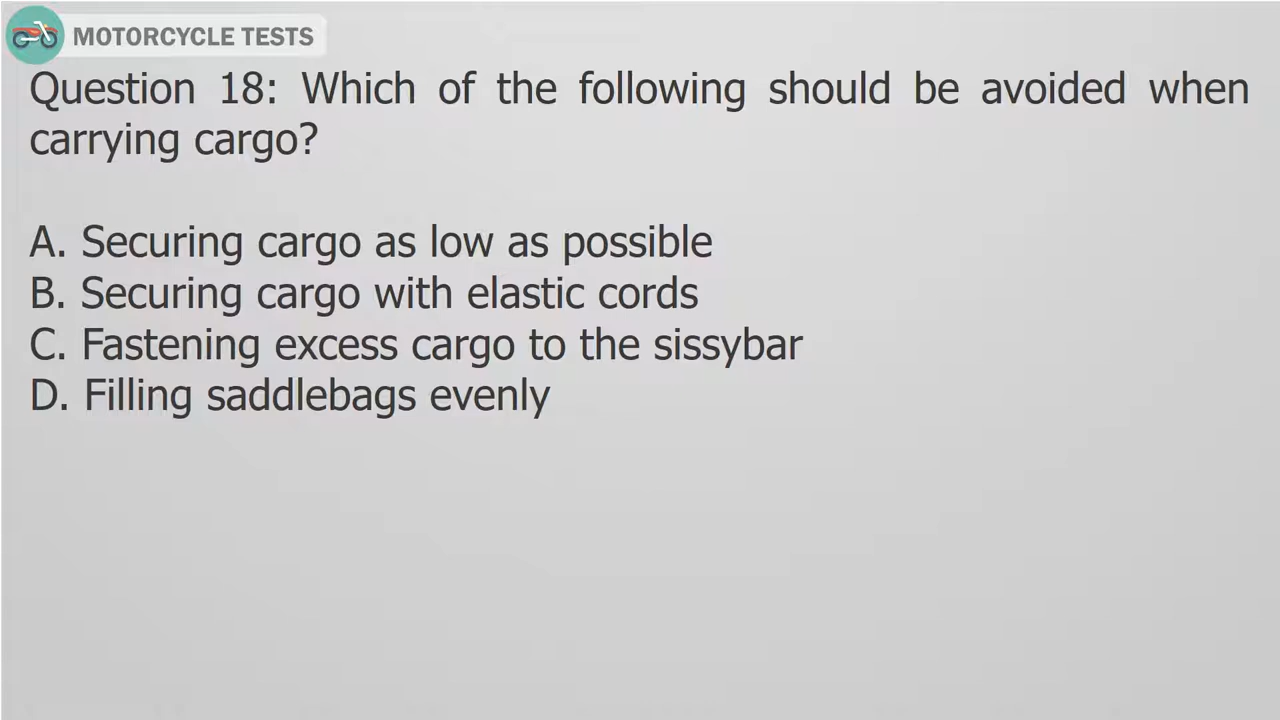 MOTORCYCLE TESTS
Question 18: Which of the following should be avoided when
carrying cargo?
A. Securing cargo as low as possible
B. Securing cargo with elastic cords
C. Fastening excess cargo to the sissybar
D. Filling saddlebags evenly